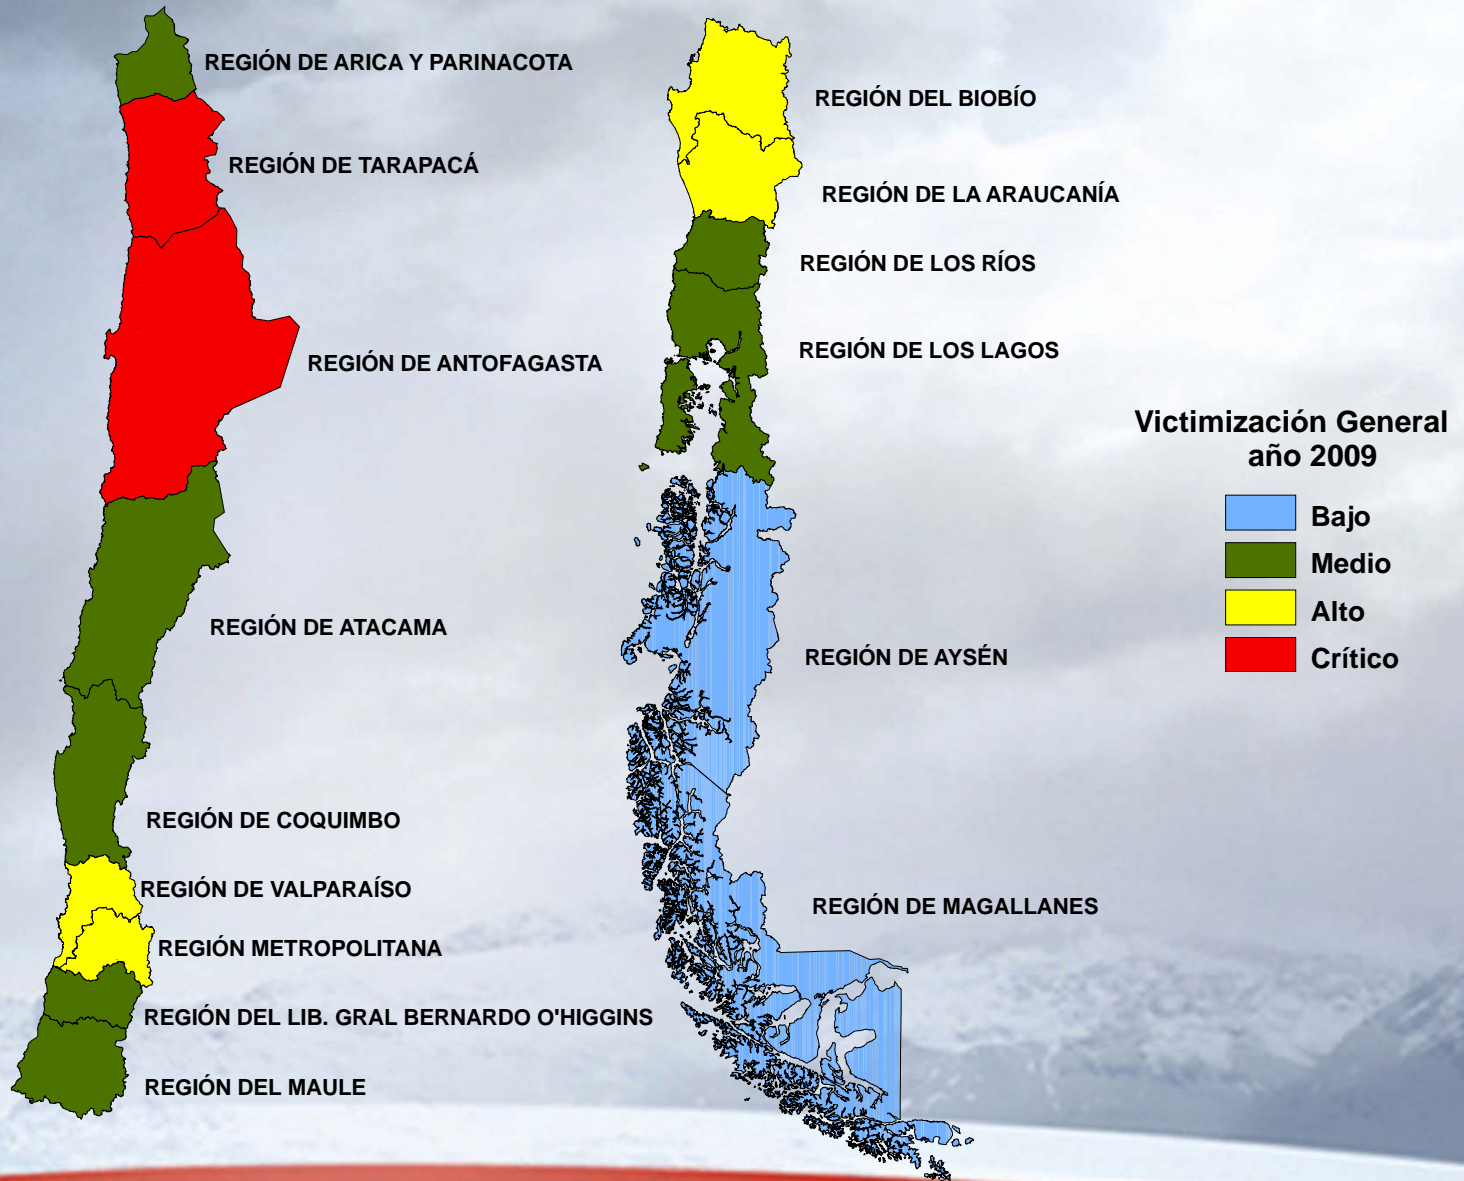 REGIÓN DE ARICA Y PARINACOTA
REGIÓN DE TARAPACÁ
REGIÓN DE ANTOFAGASTA
REGIÓN DE ATACAMA
REGIÓN DE COQUIMBO
REGIÓN DE VALPARAÍSO
REGIÓN METROPOLITANA
REGIÓN DEL LIB. GRAL BERNARDO O'HIGGINS
REGIÓN DEL MAULE
REGIÓN DEL BIOBÍO
REGIÓN DE LA ARAUCANÍA
REGIÓN DE LOS RÍOS
REGIÓN DE LOS LAGOS
REGIÓN DE AYSÉN
REGIÓN DE MAGALLANES
Victimización General
año 2009
Bajo
Medio
Alto
Crítico